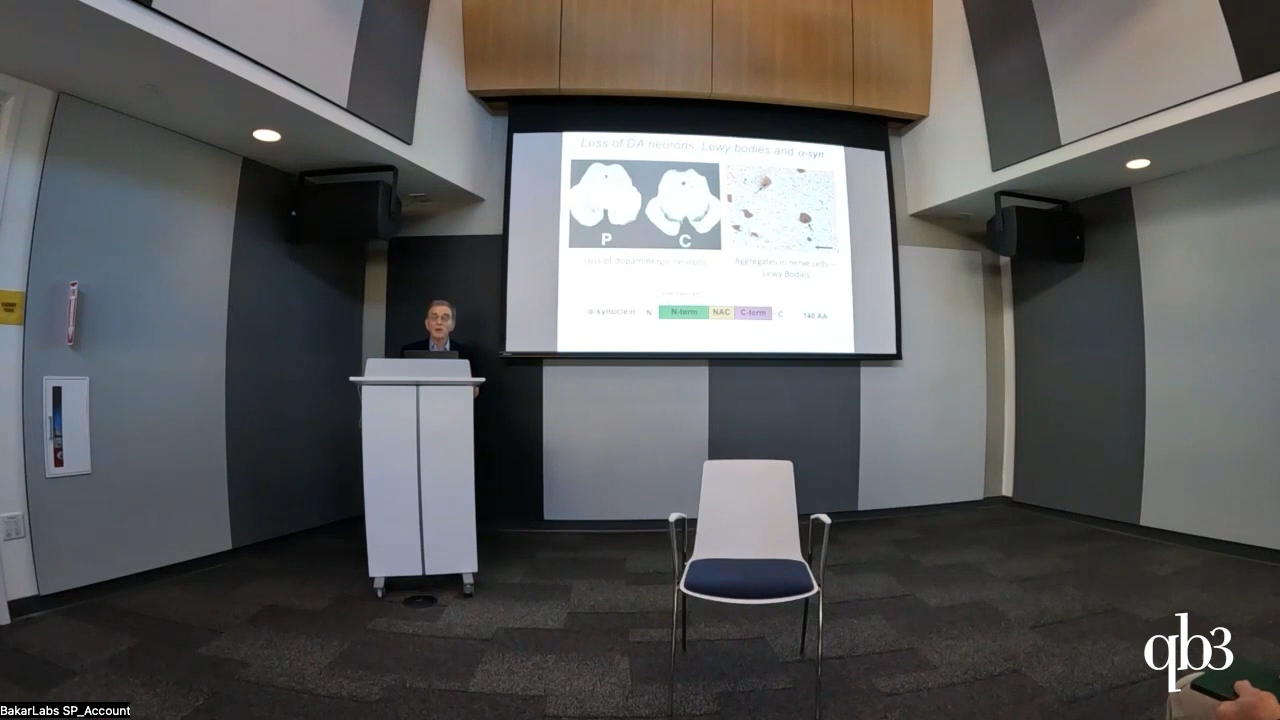 Loss of DA neurons, Lewy bodies and α-syn
P
C
Loss of dopaminergic neurons
Aggregates in nerve cells—
Lewy Bodies
α-synuclein N N-term NAC C-term C 140 AA
qb3
BakarLabs SP_Account